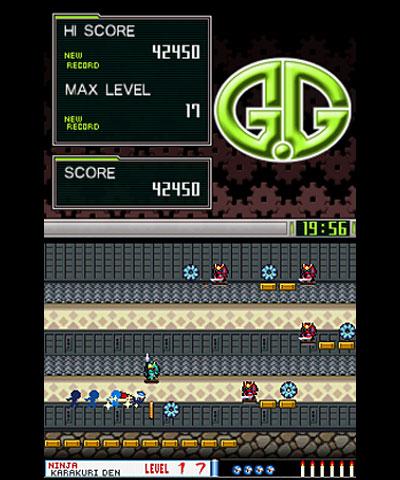 HI SCORE
NEW
RECORD
42450
MAX LEVEL
NEW
RECORD
17
G.G
SCORE
42450
19:56
NINJA
KARAKURI DEN
LEVEL 17